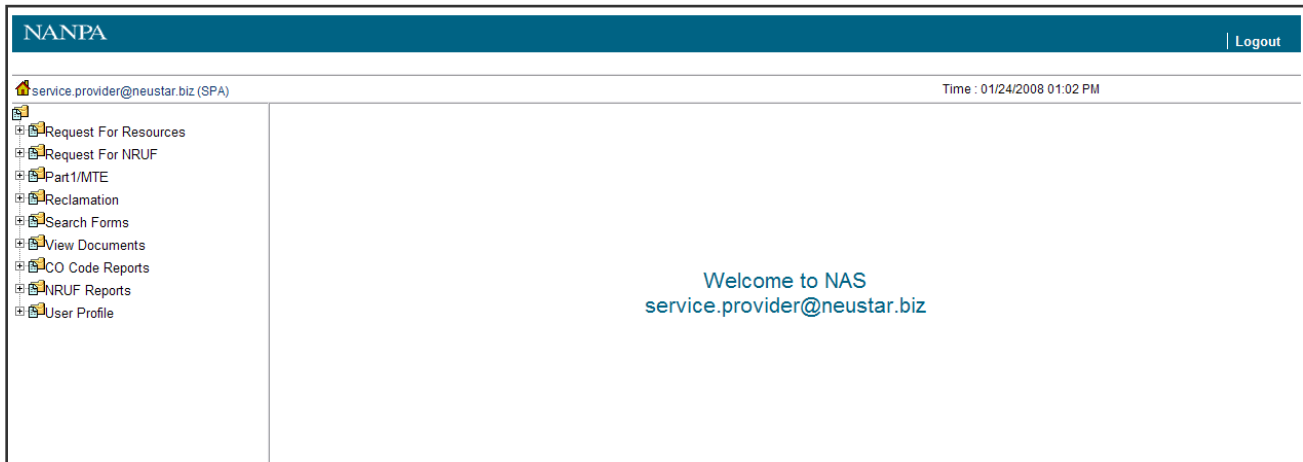 NANPA
Logout
service.provider@neustar.biz (SPA)
Time : 01/24/2008 01:02 PM
Request For Resources
Request For NRUF
Part1/MTE
Reclamation
Search Forms
View Documents
CO Code Reports
NRUF Reports
User Profile
Welcome to NAS
service.provider@neustar.biz